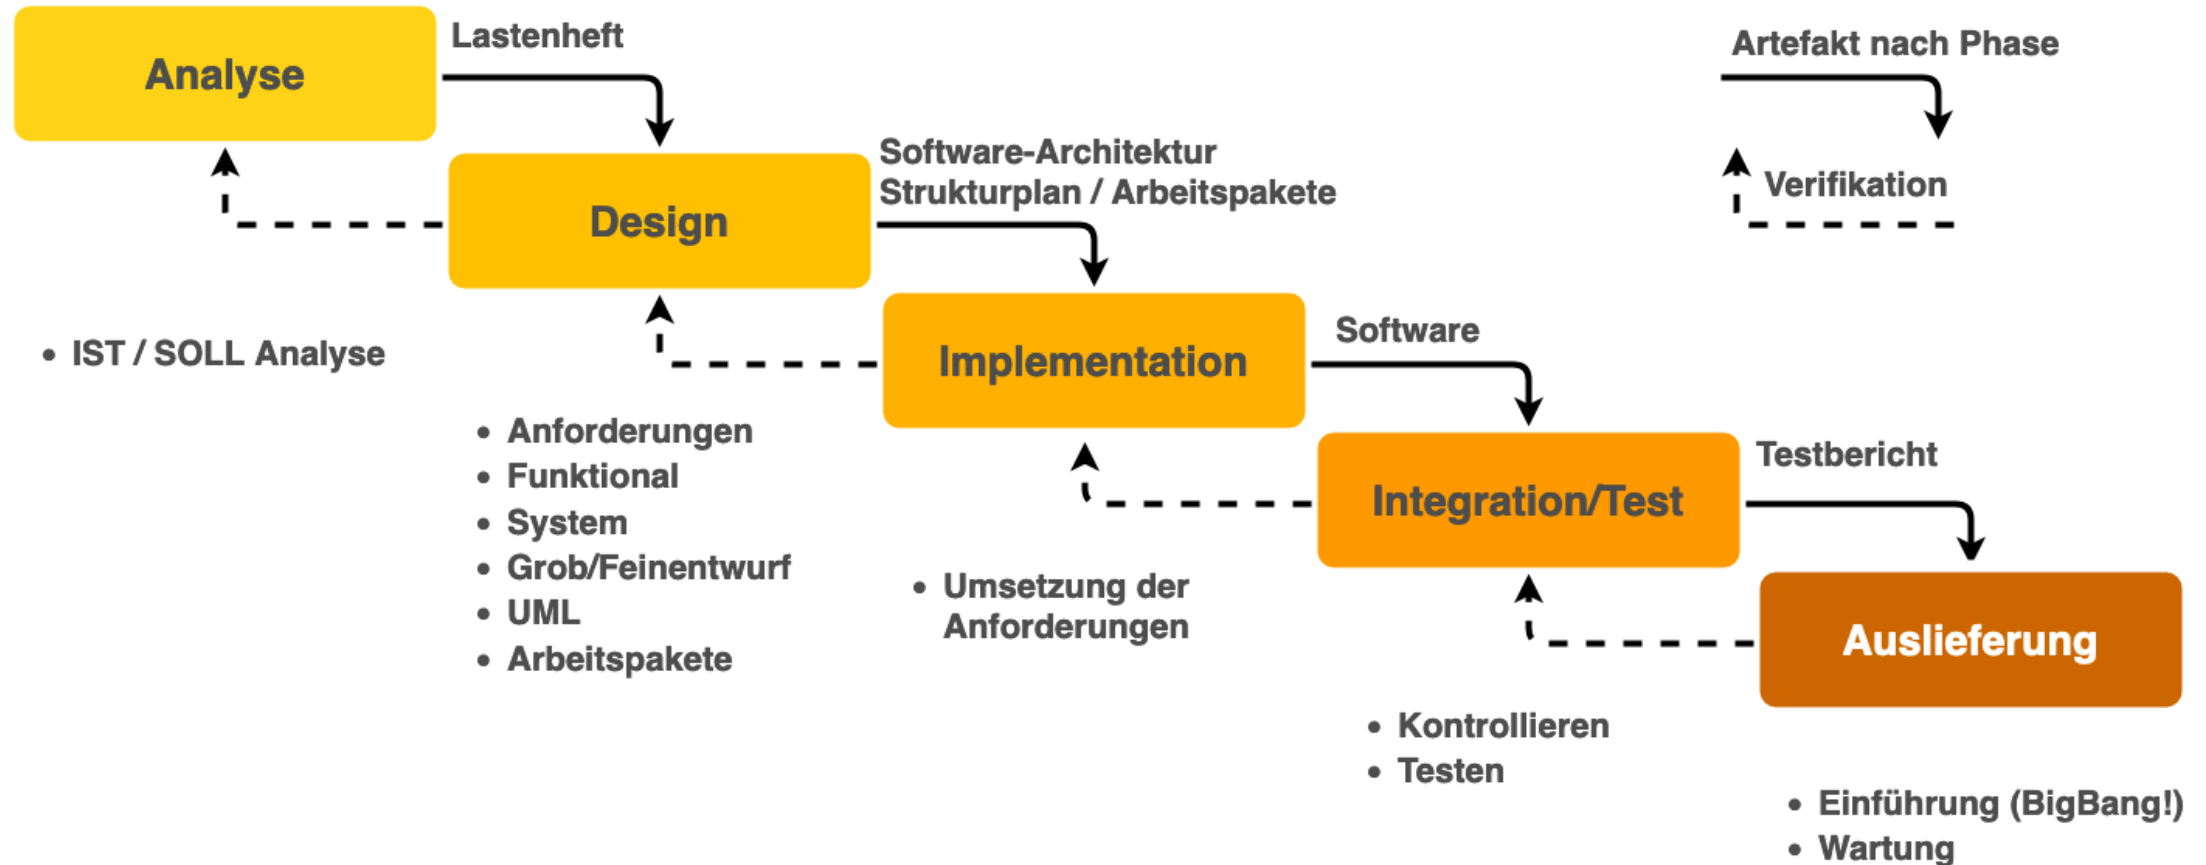 Analyse
Lastenheft
Artefakt nach Phase
Software-Architektur
Strukturplan / Arbeitspakete
Verifikation
Design
Software
• IST / SOLL Analyse
Implementation
• Anforderungen
• Funktional
• System
• Grob/Feinentwurf
• UML
• Arbeitspakete
Testbericht
Integration/Test
• Umsetzung der
Anforderungen
Auslieferung
• Kontrollieren
• Testen
• Einführung (BigBang!)
• Wartung